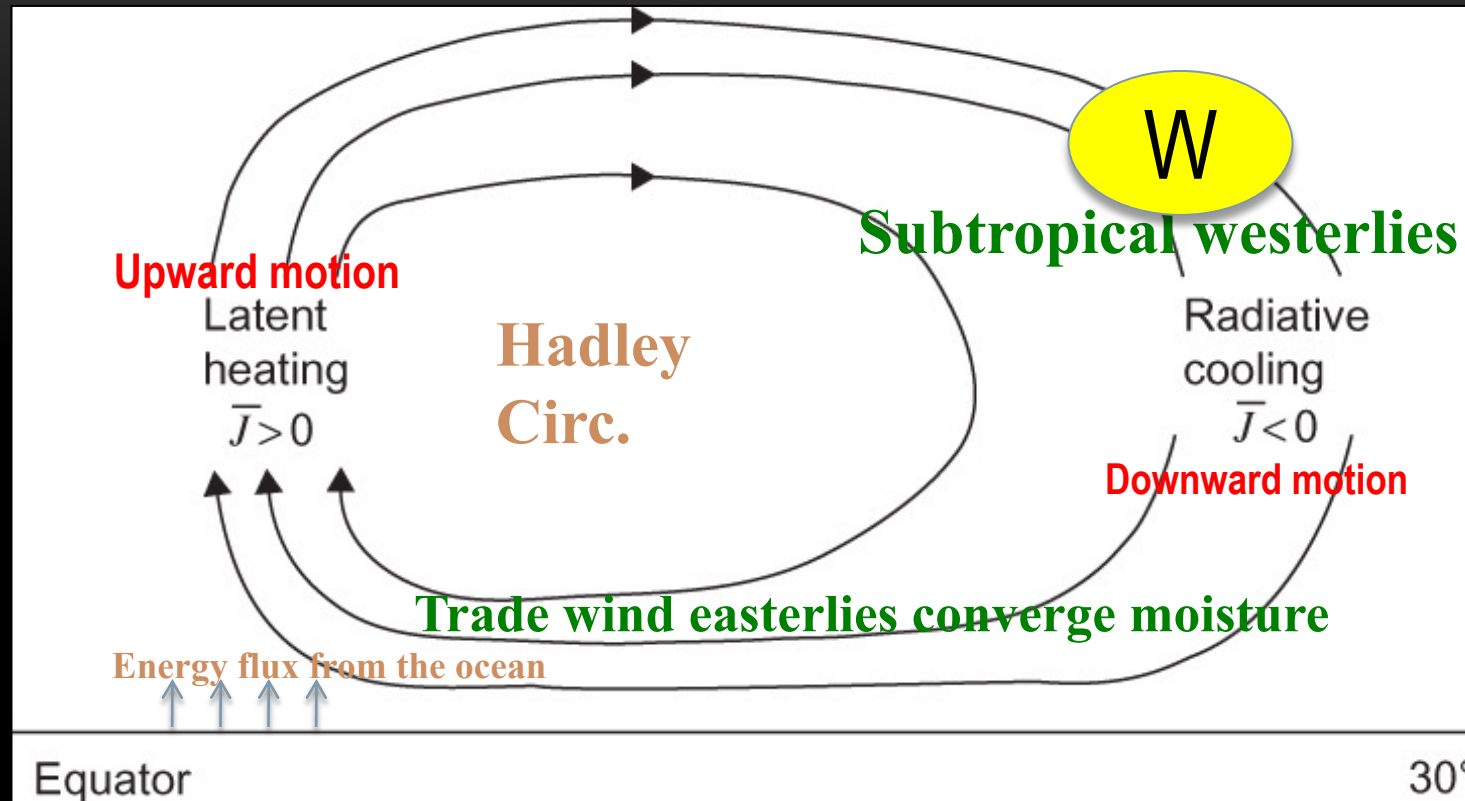 W
Subtropical westerlies
Upward motion
Latent
heating
J̅>0
Hadley
Circ.
Radiative
cooling
J̅<0
Downward motion
Trade wind easterlies converge moisture
Energy flux from the ocean
Equator
30°